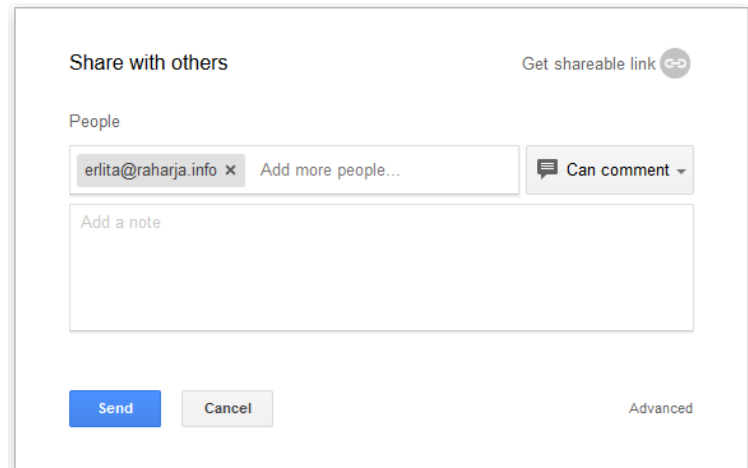 Share with others
Get shareable link
People
erlita@raharja.info × Add more people...
Can comment
Add a note
Send
Cancel
Advanced